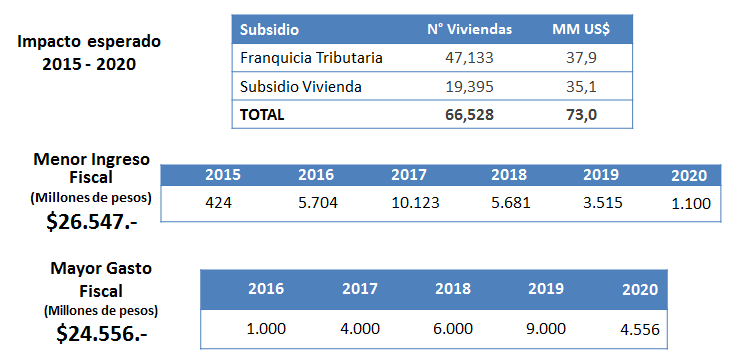 Impacto esperado
2015 - 2020
Subsidio N° Viviendas MM US$
Franquicia Tributaria 47,133 37,9
Subsidio Vivienda 19,395 35,1
TOTAL 66,528 73,0
Menor Ingreso
Fiscal
(Millones de pesos)
$26.547.-
2015 2016 2017 2018 2019 2020
424 5.704 10.123 5.681 3.515 1.100
Mayor Gasto
Fiscal
(Millones de pesos)
$24.556.-
2016 2017 2018 2019 2020
1.000 4.000 6.000 9.000 4.556